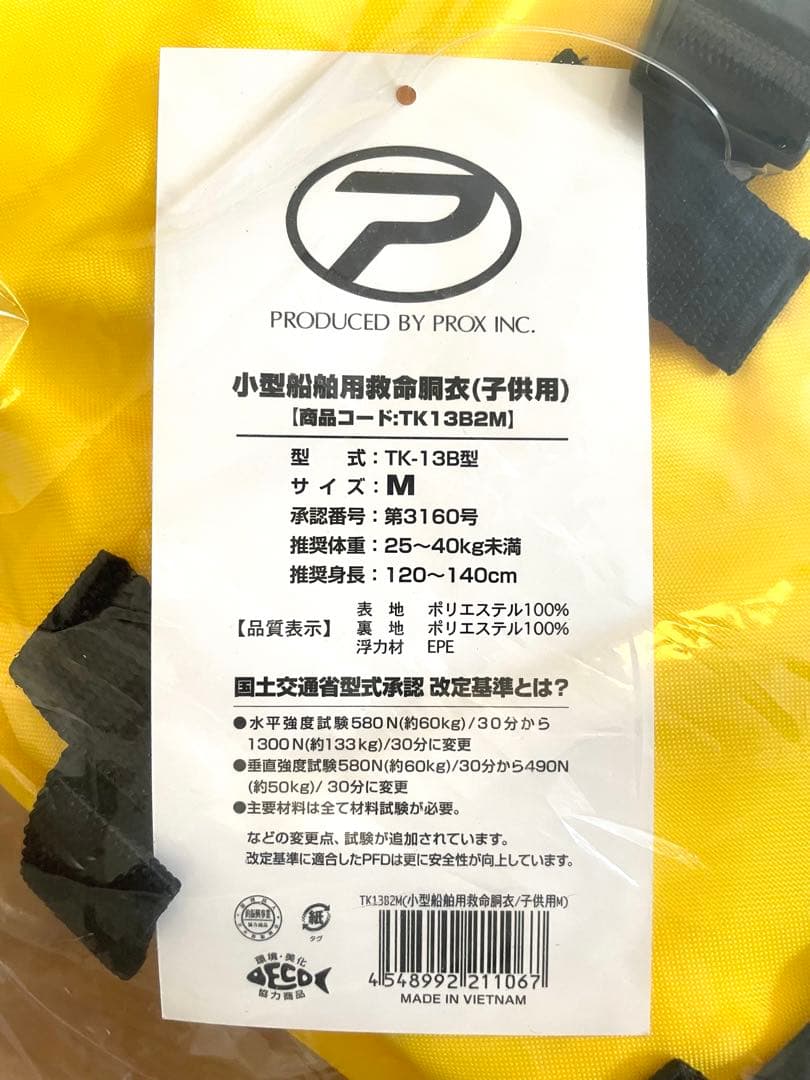 PRODUCED BY PROX INC.
小型船舶用救命胴衣(子供用)
【商品コード:TK13B2M】
型 式：TK-13B型
サイズ：M
承認番号：第3160号
推奨体重：25〜40kg未満
推奨身長：120〜140cm
【品質表示】
表 地 ポリエステル100%
裏 地 ポリエステル100%
浮力材 EPE
国土交通省型式承認 改定基準とは?
●水平強度試験580N(約60kg)/30分から
1300N(約133kg)/30分に変更
●垂直強度試験580N(約60kg)/30分から490N
(約50kg)/30分に変更
●主要材料は全て材料試験が必要。
などの変更点、試験が追加されています。
改定基準に適合したPFDは更に安全性が向上しています。
TK13B2M(小型船舶用救命胴衣/子供用M)
紙
タグ
環境・美化
DECO
協力商品
4 548992 211067
MADE IN VIETNAM